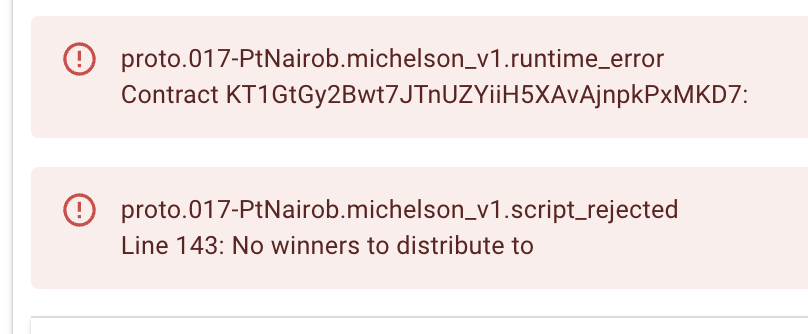 proto.017-PtNairob.michelson_v1.runtime_error
Contract KT1GtGy2Bwt7JTnUZYiiH5XAvAjnpkPxMKD7:
proto.017-PtNairob.michelson_v1.script_rejected
Line 143: No winners to distribute to